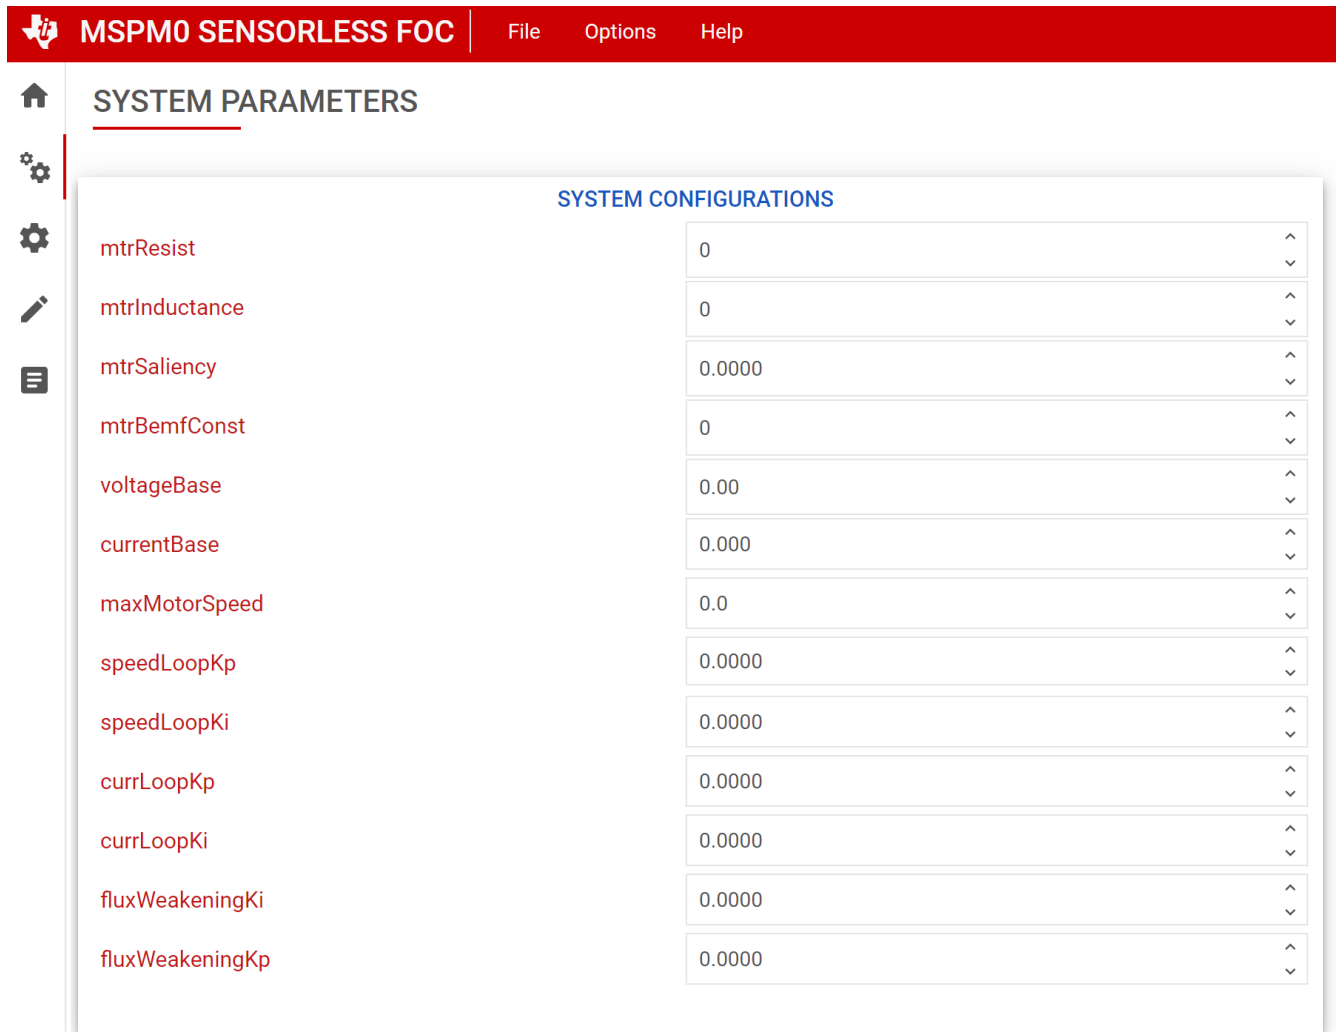 MSPM0 SENSORLESS FOC File Options Help
SYSTEM PARAMETERS
SYSTEM CONFIGURATIONS
mtrResist 0
mtrInductance 0
mtrSaliency 0.0000
mtrBemfConst 0
voltageBase 0.00
currentBase 0.000
maxMotorSpeed 0.0
speedLoopKp 0.0000
speedLoopKi 0.0000
currLoopKp 0.0000
currLoopKi 0.0000
fluxWeakeningKi 0.0000
fluxWeakeningKp 0.0000